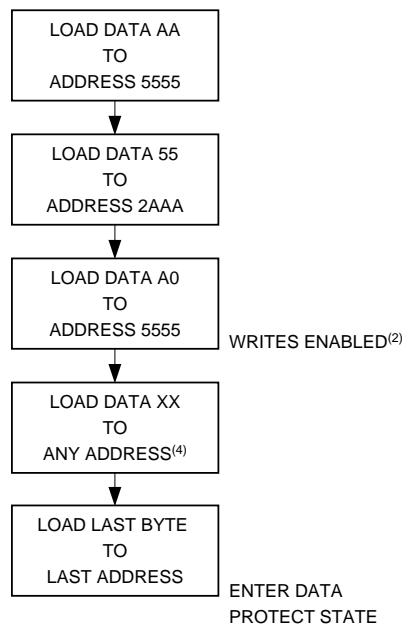 LOAD DATA AA
TO
ADDRESS 5555
LOAD DATA 55
TO
ADDRESS 2AAA
LOAD DATA A0
TO
ADDRESS 5555
WRITES ENABLED(2)
LOAD DATA XX
TO
ANY ADDRESS(4)
LOAD LAST BYTE
TO
LAST ADDRESS
ENTER DATA
PROTECT STATE